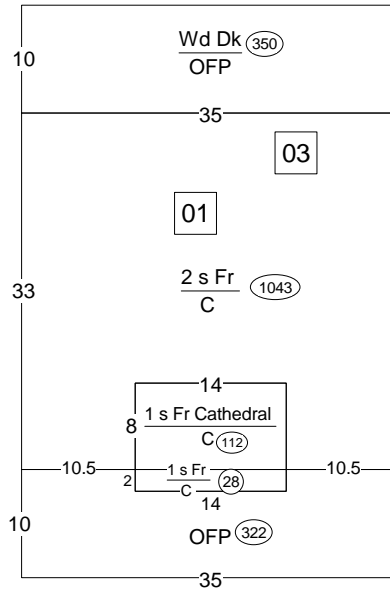 Wd Dk 350
OFP
10
35
03
01
33
2 s Fr 1043
C
14
8 1 s Fr Cathedral
C 112
10.5 1 s Fr 28 10.5
2 C
14
10
OFP 322
35